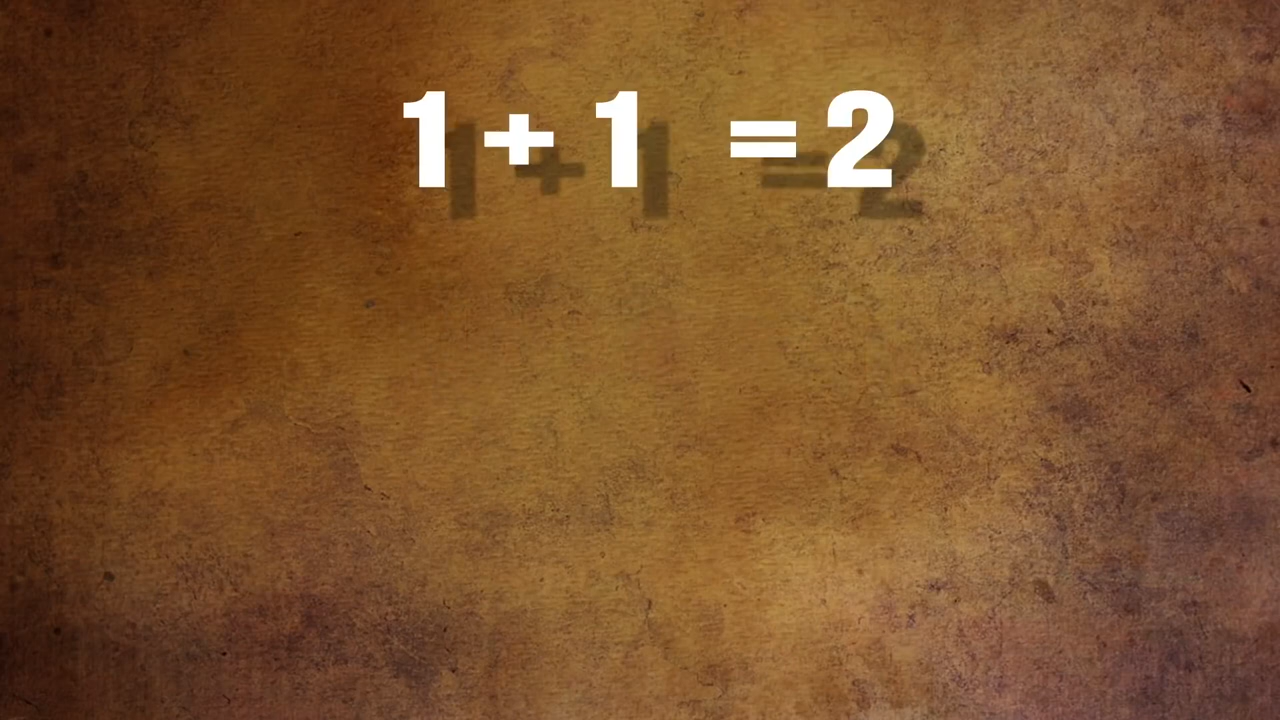 1 + 1 = 2